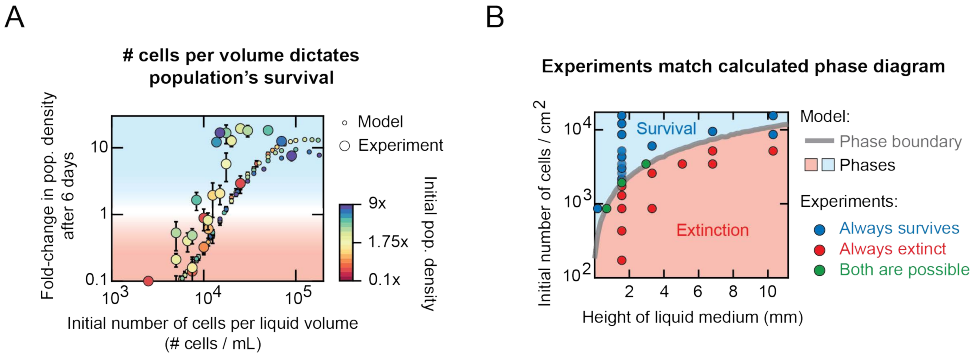 A
# cells per volume dictates
population's survival
Fold-change in pop. density
after 6 days
10
1
0.1
10³
10⁴
10⁵
Initial number of cells per liquid volume
(# cells / mL)
Model
Experiment
9x
1.75x
0.1x
Initial pop. density
B
Experiments match calculated phase diagram
Initial number of cells / cm²
10⁴
10³
10²
Survival
Extinction
2
4
6
8
10
Height of liquid medium (mm)
Model:
Phase boundary
Phases
Experiments:
Always survives
Always extinct
Both are possible